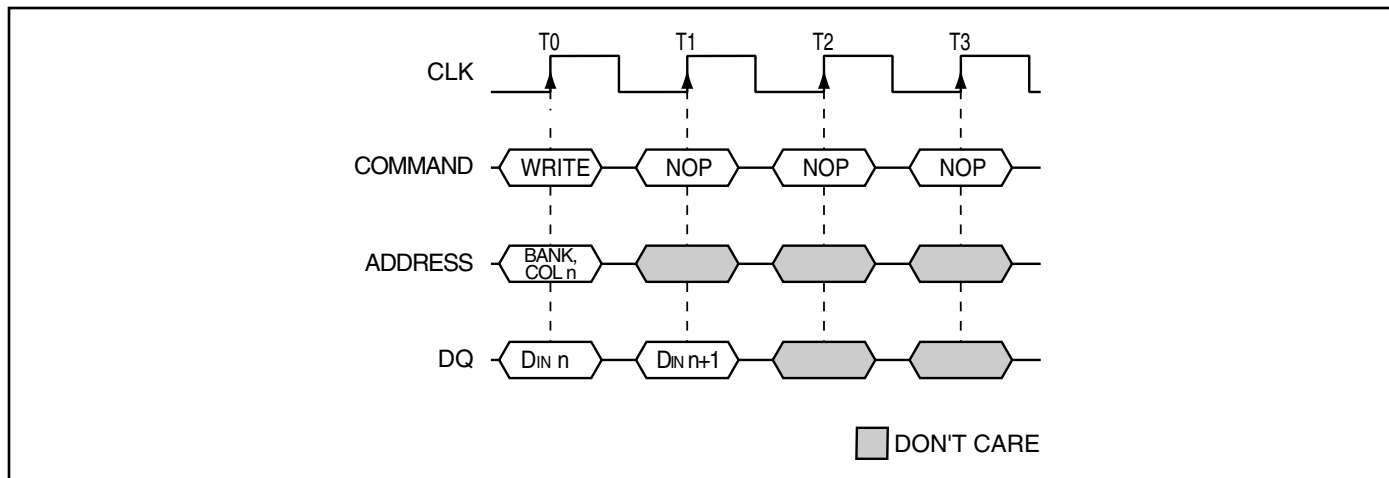 T0 T1 T2 T3
CLK
COMMAND WRITE NOP NOP NOP
ADDRESS BANK,
COL n
DQ DIN n DIN n+1
DON'T CARE